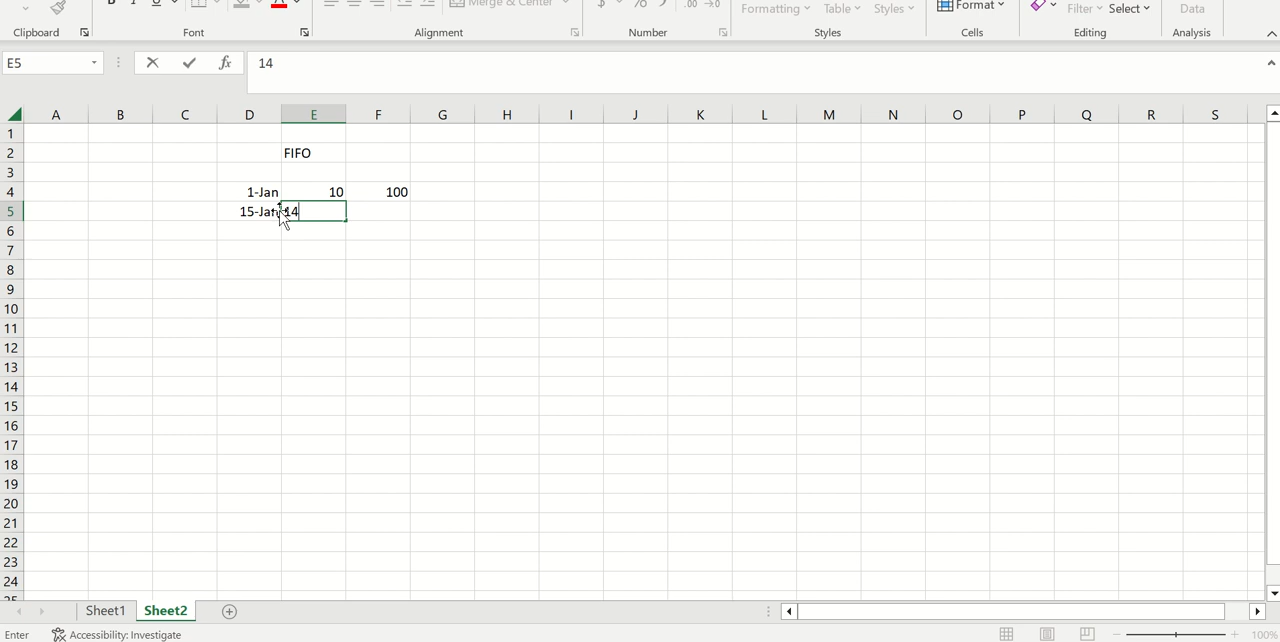 Merge & Center
Formatting Table Styles
Format
Filter Select
Data
Clipboard Font Alignment Number Styles Cells Editing Analysis
E5 fx 14
A B C D E F G H I J K L M N O P Q R S
1
2 FIFO
3
4 1-Jan 10 100
5 15-Jan 14
6
7
8
9
10
11
12
13
14
15
16
17
18
19
20
21
22
23
24
25
Sheet1 Sheet2
Enter Accessibility: Investigate 100%